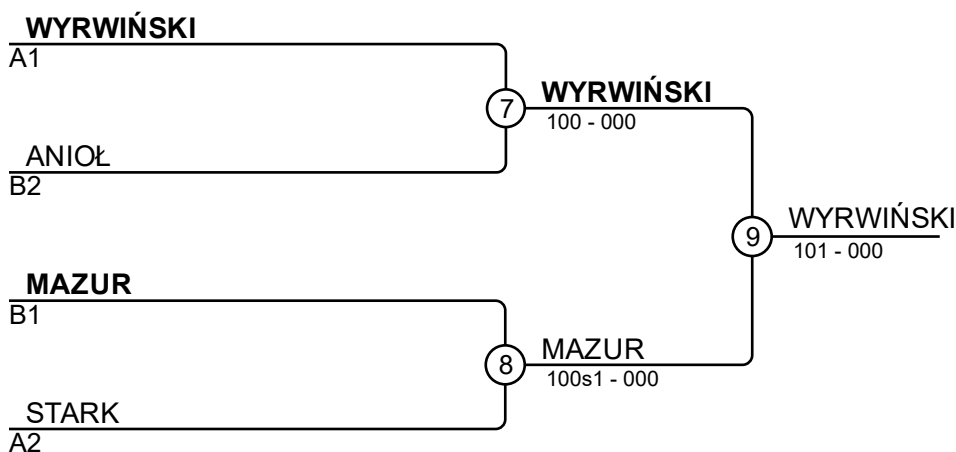 WYRWIŃSKI
A1
7
WYRWIŃSKI
100 - 000
ANIOŁ
B2
9
WYRWIŃSKI
101 - 000
MAZUR
B1
8
MAZUR
100s1 - 000
STARK
A2